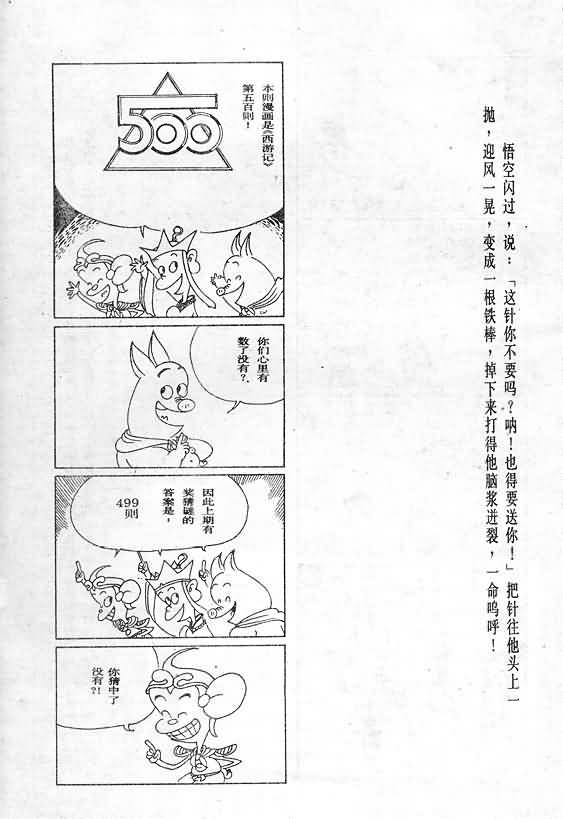 悟空闪过，说：「这针你不要吗？呐！也得要送你！」把针往他头上一
抛，迎风一晃，变成一根铁棒，掉下来打得他脑浆迸裂，一命呜呼！
500
本则漫画是《西游记》
第五百则！
你们心里有
数了没有？
因此上期有
奖猜谜的
答案是：
499
则
你猜中了
没有？！